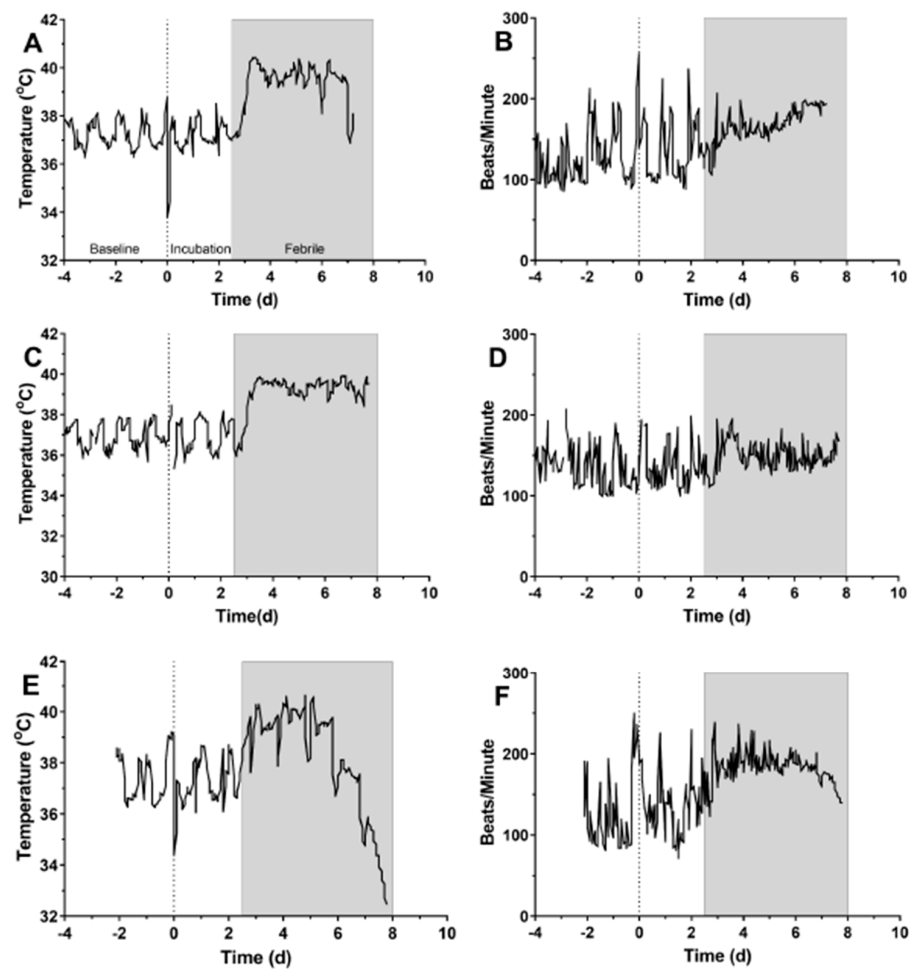 A
Temperature (°C)
42
40
38
36
34
32
Baseline
Incubation
Febrile
-4 -2 0 2 4 6 8 10
Time (d)
B
Beats/Minute
300
200
100
0
-4 -2 0 2 4 6 8 10
Time (d)
C
Temperature (°C)
42
40
38
36
34
32
30
-4 -2 0 2 4 6 8 10
Time(d)
D
Beats/Minute
300
200
100
0
-4 -2 0 2 4 6 8 10
Time (d)
E
Temperature (°C)
42
40
38
36
34
32
-4 -2 0 2 4 6 8 10
Time (d)
F
Beats/Minute
300
200
100
0
-4 -2 0 2 4 6 8 10
Time (d)